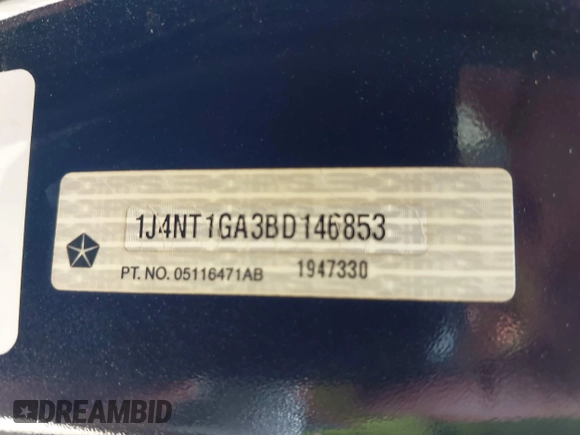 1J4NT1GA3BD146853
PT. NO. 05116471AB 1947330
DREAMBID